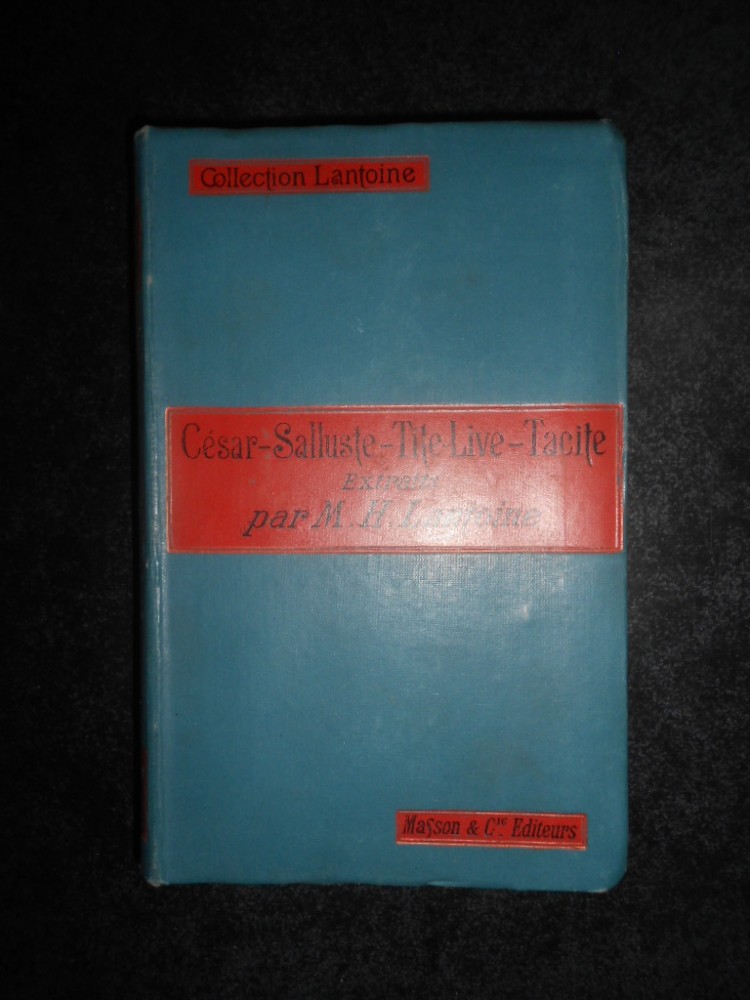 Collection Lantoine
César-Salluste-Tite-Live-Tacite
Extraits
par M. H. Lantoine
Masson & Cie Editeurs